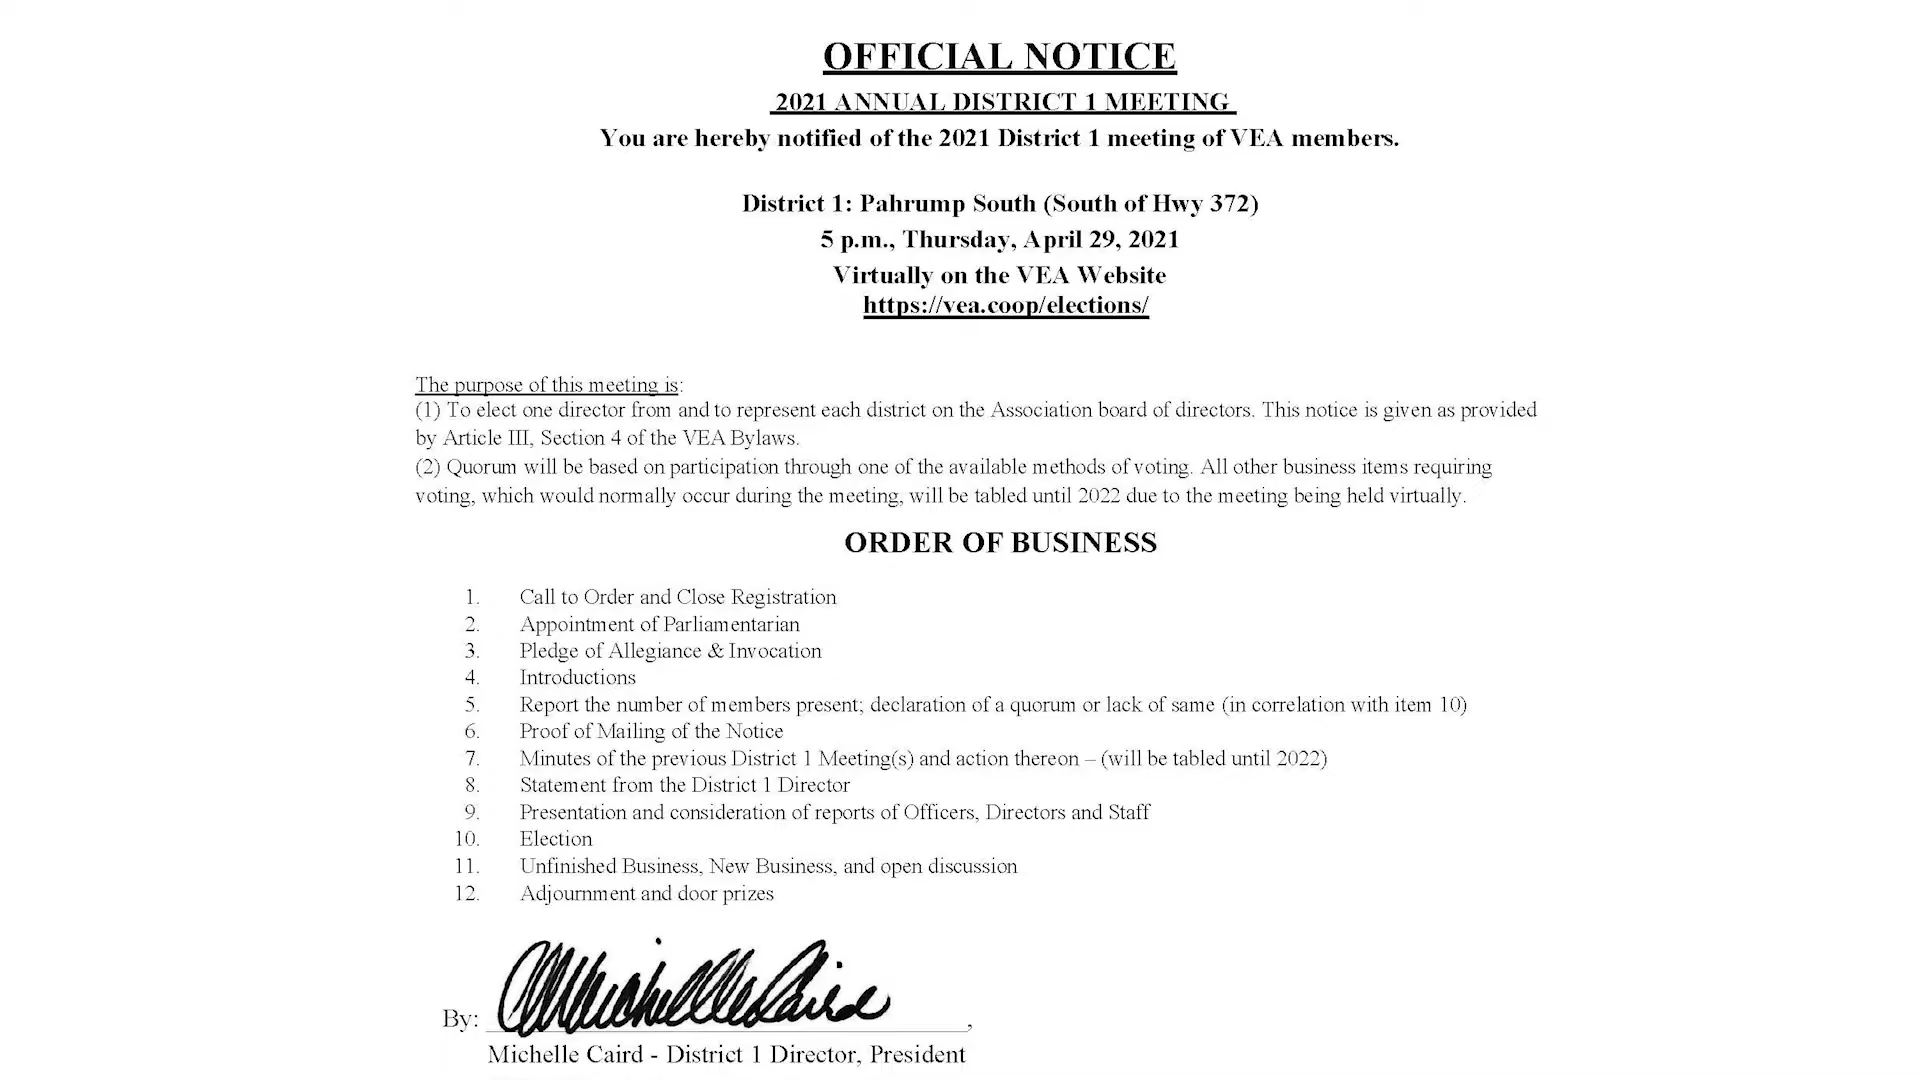 OFFICIAL NOTICE
2021 ANNUAL DISTRICT 1 MEETING
You are hereby notified of the 2021 District 1 meeting of VEA members.
District 1: Pahrump South (South of Hwy 372)
5 p.m., Thursday, April 29, 2021
Virtually on the VEA Website
https://vea.coop/elections/
The purpose of this meeting is:
(1) To elect one director from and to represent each district on the Association board of directors. This notice is given as provided
by Article III, Section 4 of the VEA Bylaws.
(2) Quorum will be based on participation through one of the available methods of voting. All other business items requiring
voting, which would normally occur during the meeting, will be tabled until 2022 due to the meeting being held virtually.
ORDER OF BUSINESS
1. Call to Order and Close Registration
2. Appointment of Parliamentarian
3. Pledge of Allegiance & Invocation
4. Introductions
5. Report the number of members present; declaration of a quorum or lack of same (in correlation with item 10)
6. Proof of Mailing of the Notice
7. Minutes of the previous District 1 Meeting(s) and action thereon – (will be tabled until 2022)
8. Statement from the District 1 Director
9. Presentation and consideration of reports of Officers, Directors and Staff
10. Election
11. Unfinished Business, New Business, and open discussion
12. Adjournment and door prizes
By: Michelle Caird,
Michelle Caird - District 1 Director, President